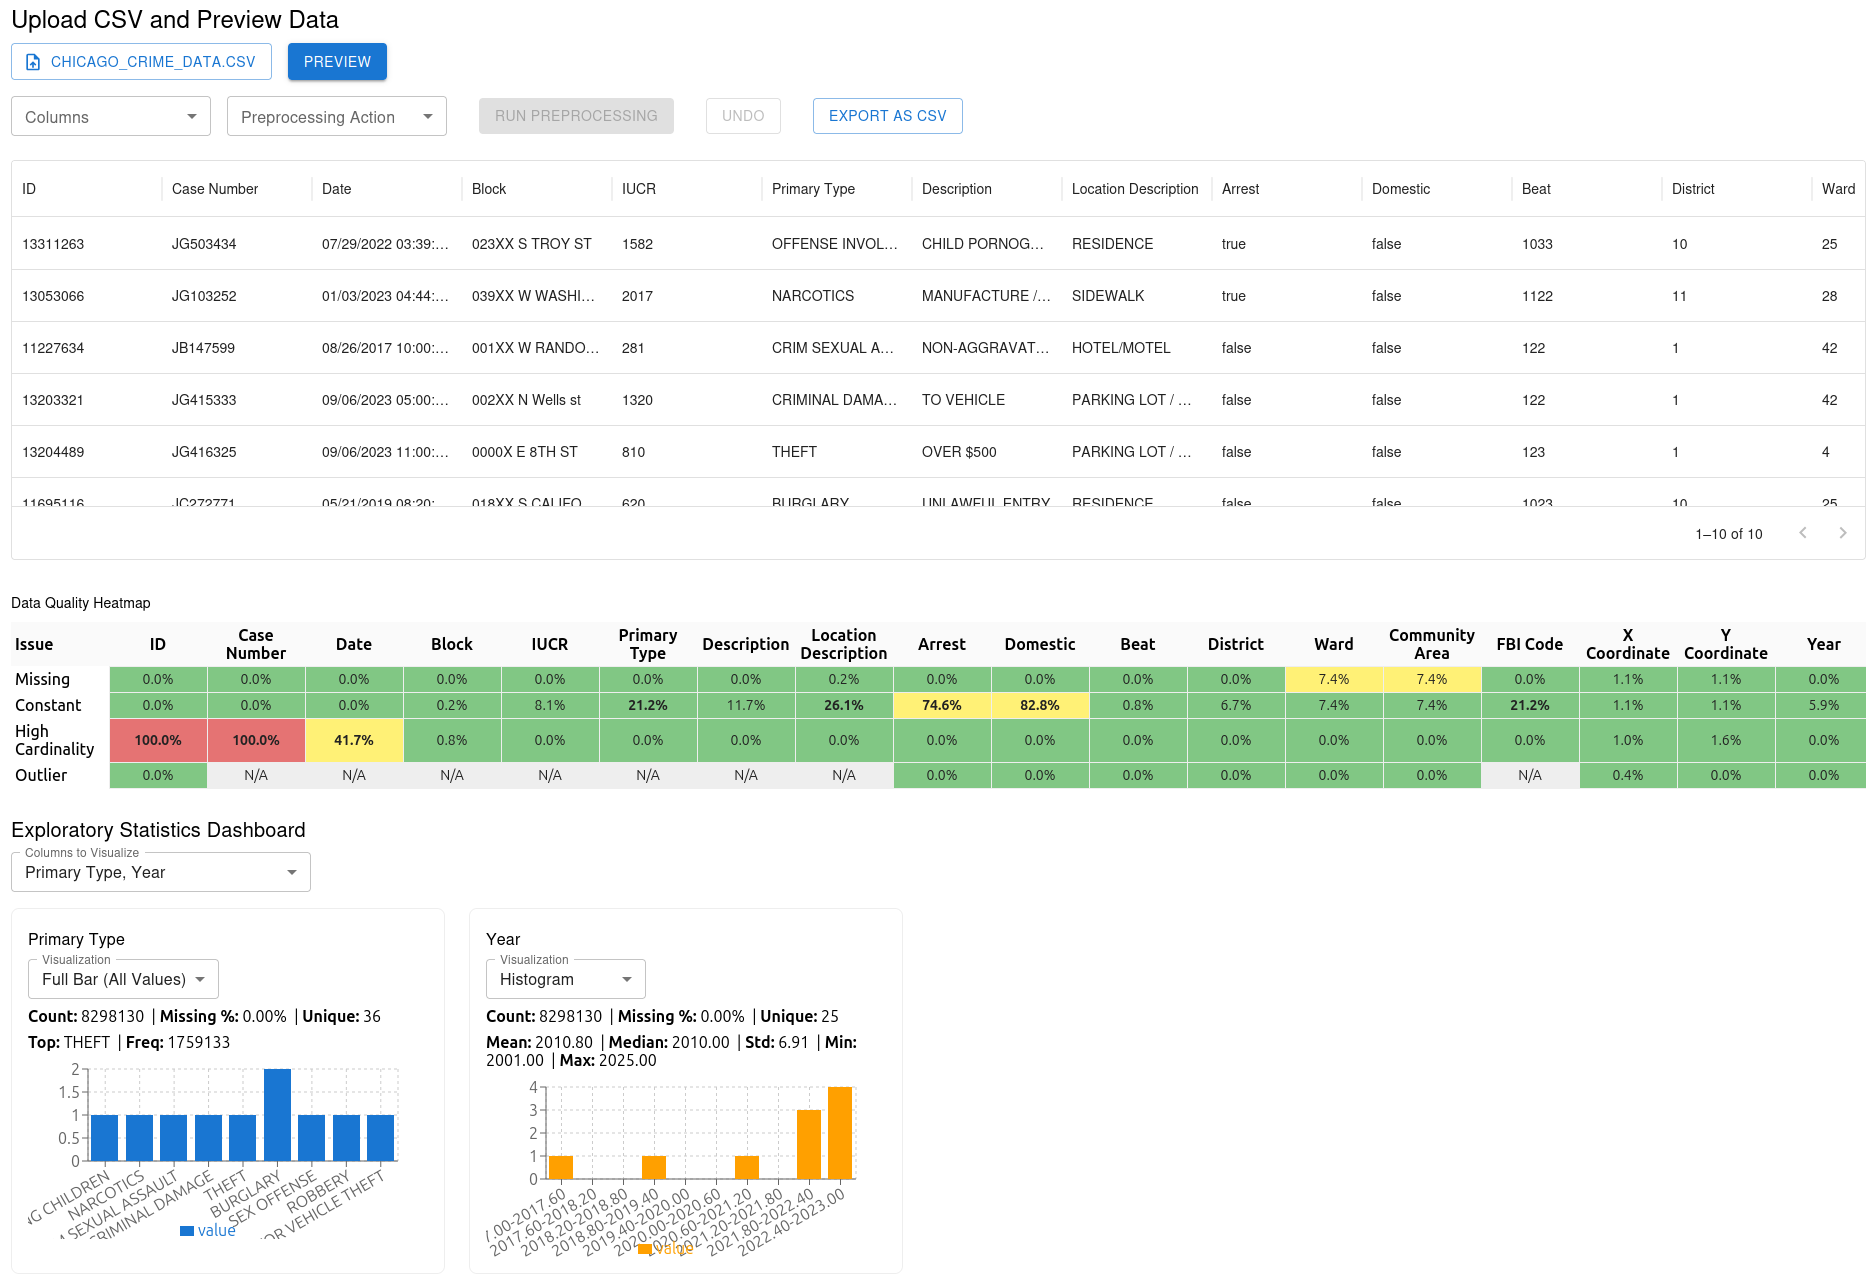 Upload CSV and Preview Data
CHICAGO_CRIME_DATA.CSV PREVIEW
Columns Preprocessing Action RUN PREPROCESSING UNDO EXPORT AS CSV
ID Case Number Date Block IUCR Primary Type Description Location Description Arrest Domestic Beat District Ward
13311263 JG503434 07/29/2022 03:39:... 023XX S TROY ST 1582 OFFENSE INVOL... CHILD PORNOG... RESIDENCE true false 1033 10 25
13053066 JG103252 01/03/2023 04:44:... 039XX W WASHI... 2017 NARCOTICS MANUFACTURE /... SIDEWALK true false 1122 11 28
11227634 JB147599 08/26/2017 10:00:... 001XX W RANDO... 281 CRIM SEXUAL A... NON-AGGRAVAT... HOTEL/MOTEL false false 122 1 42
13203321 JG415333 09/06/2023 05:00:... 002XX N Wells st 1320 CRIMINAL DAMA... TO VEHICLE PARKING LOT / ... false false 122 1 42
13204489 JG416325 09/06/2023 11:00:... 0000X E 8TH ST 810 THEFT OVER $500 PARKING LOT / ... false false 123 1 4
11695116 JC272771 05/21/2019 08:20: 018XX S CALIFO 620 BURGLARY UNLAWFUL ENTRY RESIDENCE false false 1023 10 25
1–10 of 10
Data Quality Heatmap
Issue ID Case Number Date Block IUCR Primary Type Description Location Description Arrest Domestic Beat District Ward Community Area FBI Code X Coordinate Y Coordinate Year
Missing 0.0% 0.0% 0.0% 0.0% 0.0% 0.0% 0.0% 0.2% 0.0% 0.0% 0.0% 0.0% 7.4% 7.4% 0.0% 1.1% 1.1% 0.0%
Constant 0.0% 0.0% 0.0% 0.2% 8.1% 21.2% 11.7% 26.1% 74.6% 82.8% 0.8% 6.7% 7.4% 7.4% 21.2% 1.1% 1.1% 5.9%
High Cardinality 100.0% 100.0% 41.7% 0.8% 0.0% 0.0% 0.0% 0.0% 0.0% 0.0% 0.0% 0.0% 0.0% 0.0% 0.0% 1.0% 1.6% 0.0%
Outlier 0.0% N/A N/A N/A N/A N/A N/A N/A 0.0% 0.0% 0.0% 0.0% 0.0% 0.0% N/A 0.4% 0.0% 0.0%
Exploratory Statistics Dashboard
Columns to Visualize
Primary Type, Year
Primary Type
Visualization
Full Bar (All Values)
Count: 8298130 | Missing %: 0.00% | Unique: 36
Top: THEFT | Freq: 1759133
2
1.5
1
0.5
0
NG CHILDREN
NARCOTICS
M SEXUAL ASSAULT
CRIMINAL DAMAGE
THEFT
BURGLARY
SEX OFFENSE
ROBBERY
OR VEHICLE THEFT
value
Year
Visualization
Histogram
Count: 8298130 | Missing %: 0.00% | Unique: 25
Mean: 2010.80 | Median: 2010.00 | Std: 6.91 | Min:
2001.00 | Max: 2025.00
4
3
2
1
0
7.00-2017.60
2017.60-2018.20
2018.20-2018.80
2018.80-2019.40
2019.40-2020.00
2020.00-2020.60
2020.60-2021.20
2021.20-2021.80
2021.80-2022.40
2022.40-2023.00
value